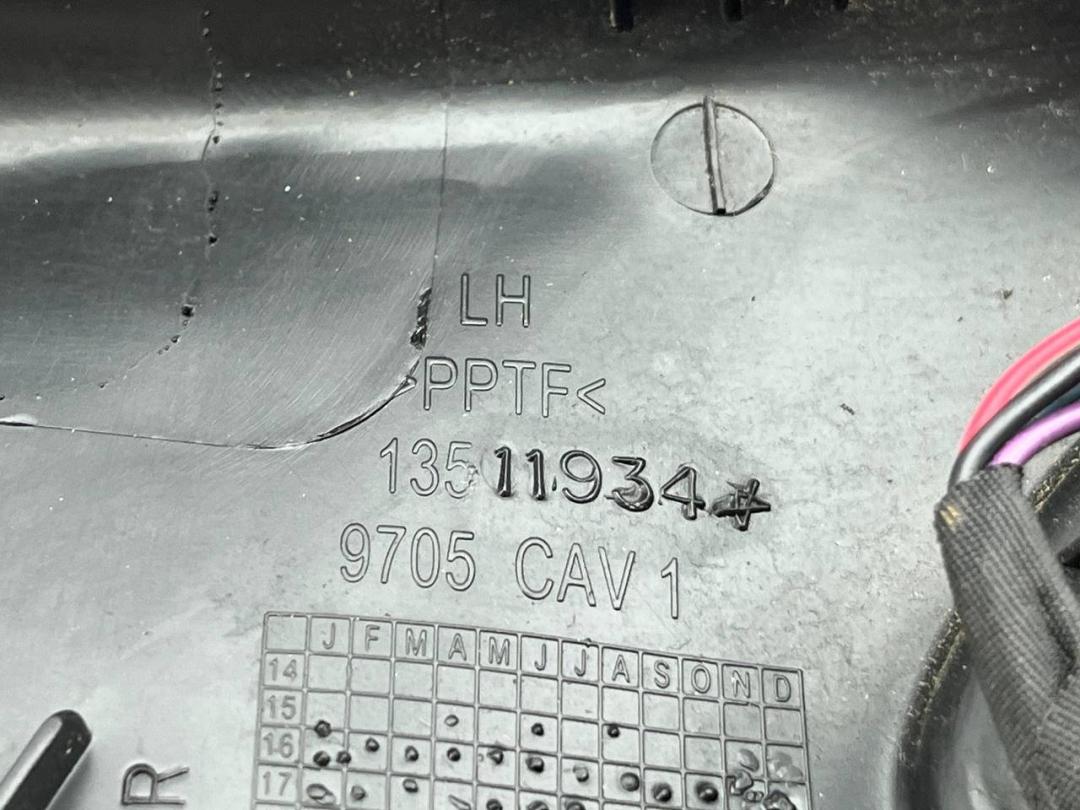 LH
>PPTF<
13511934☆
9705 CAV 1
J F M A M J J A S O N D
14
15
16
17
R